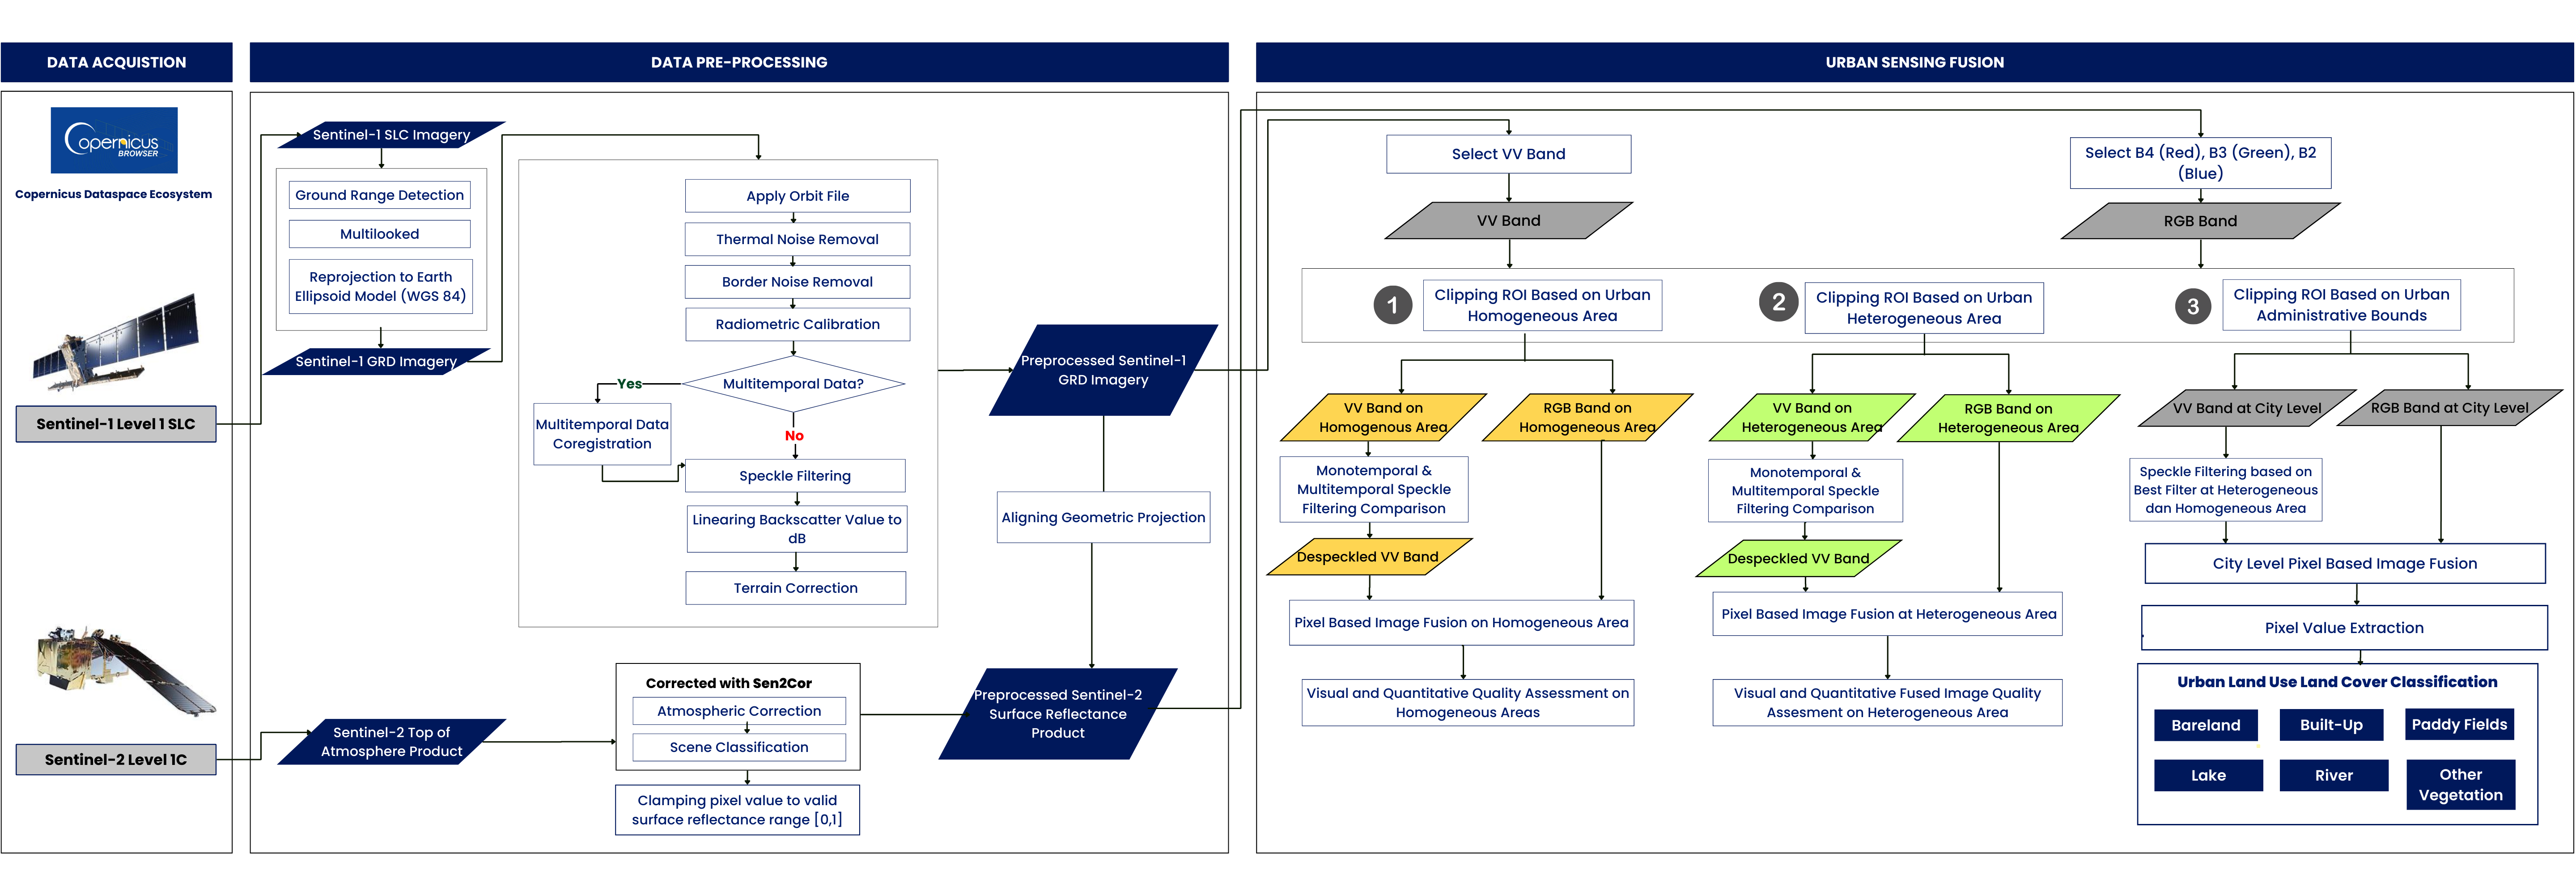 DATA ACQUISTION
DATA PRE-PROCESSING
URBAN SENSING FUSION
Copernicus
BROWSER
Copernicus Dataspace Ecosystem
Sentinel-1 Level 1 SLC
Sentinel-2 Level 1C
Sentinel-1 SLC Imagery
Ground Range Detection
Multilooked
Reprojection to Earth
Ellipsoid Model (WGS 84)
Sentinel-1 GRD Imagery
Apply Orbit File
Thermal Noise Removal
Border Noise Removal
Radiometric Calibration
Multitemporal Data?
Yes
No
Multitemporal Data
Coregistration
Speckle Filtering
Linearing Backscatter Value to
dB
Terrain Correction
Preprocessed Sentinel-1
GRD Imagery
Aligning Geometric Projection
Sentinel-2 Top of
Atmosphere Product
Corrected with Sen2Cor
Atmospheric Correction
Scene Classification
Clamping pixel value to valid
surface reflectance range [0,1]
Preprocessed Sentinel-2
Surface Reflectance
Product
Select VV Band
VV Band
Select B4 (Red), B3 (Green), B2
(Blue)
RGB Band
1
Clipping ROI Based on Urban
Homogeneous Area
2
Clipping ROI Based on Urban
Heterogeneous Area
3
Clipping ROI Based on Urban
Administrative Bounds
VV Band on
Homogenous Area
RGB Band on
Homogeneous Area
Monotemporal &
Multitemporal Speckle
Filtering Comparison
Despeckled VV Band
Pixel Based Image Fusion on Homogneous Area
Visual and Quantitative Quality Assessment on
Homogeneous Areas
VV Band on
Heterogeneous Area
RGB Band on
Heterogeneous Area
Monotemporal &
Multitemporal Speckle
Filtering Comparison
Despeckled VV Band
Pixel Based Image Fusion at Heterogeneous Area
Visual and Quantitative Fused Image Quality
Assesment on Heterogeneous Area
VV Band at City Level
RGB Band at City Level
Speckle Filtering based on
Best Filter at Heterogeneous
dan Homogeneous Area
City Level Pixel Based Image Fusion
Pixel Value Extraction
Urban Land Use Land Cover Classification
Bareland
Built-Up
Paddy Fields
Lake
River
Other
Vegetation